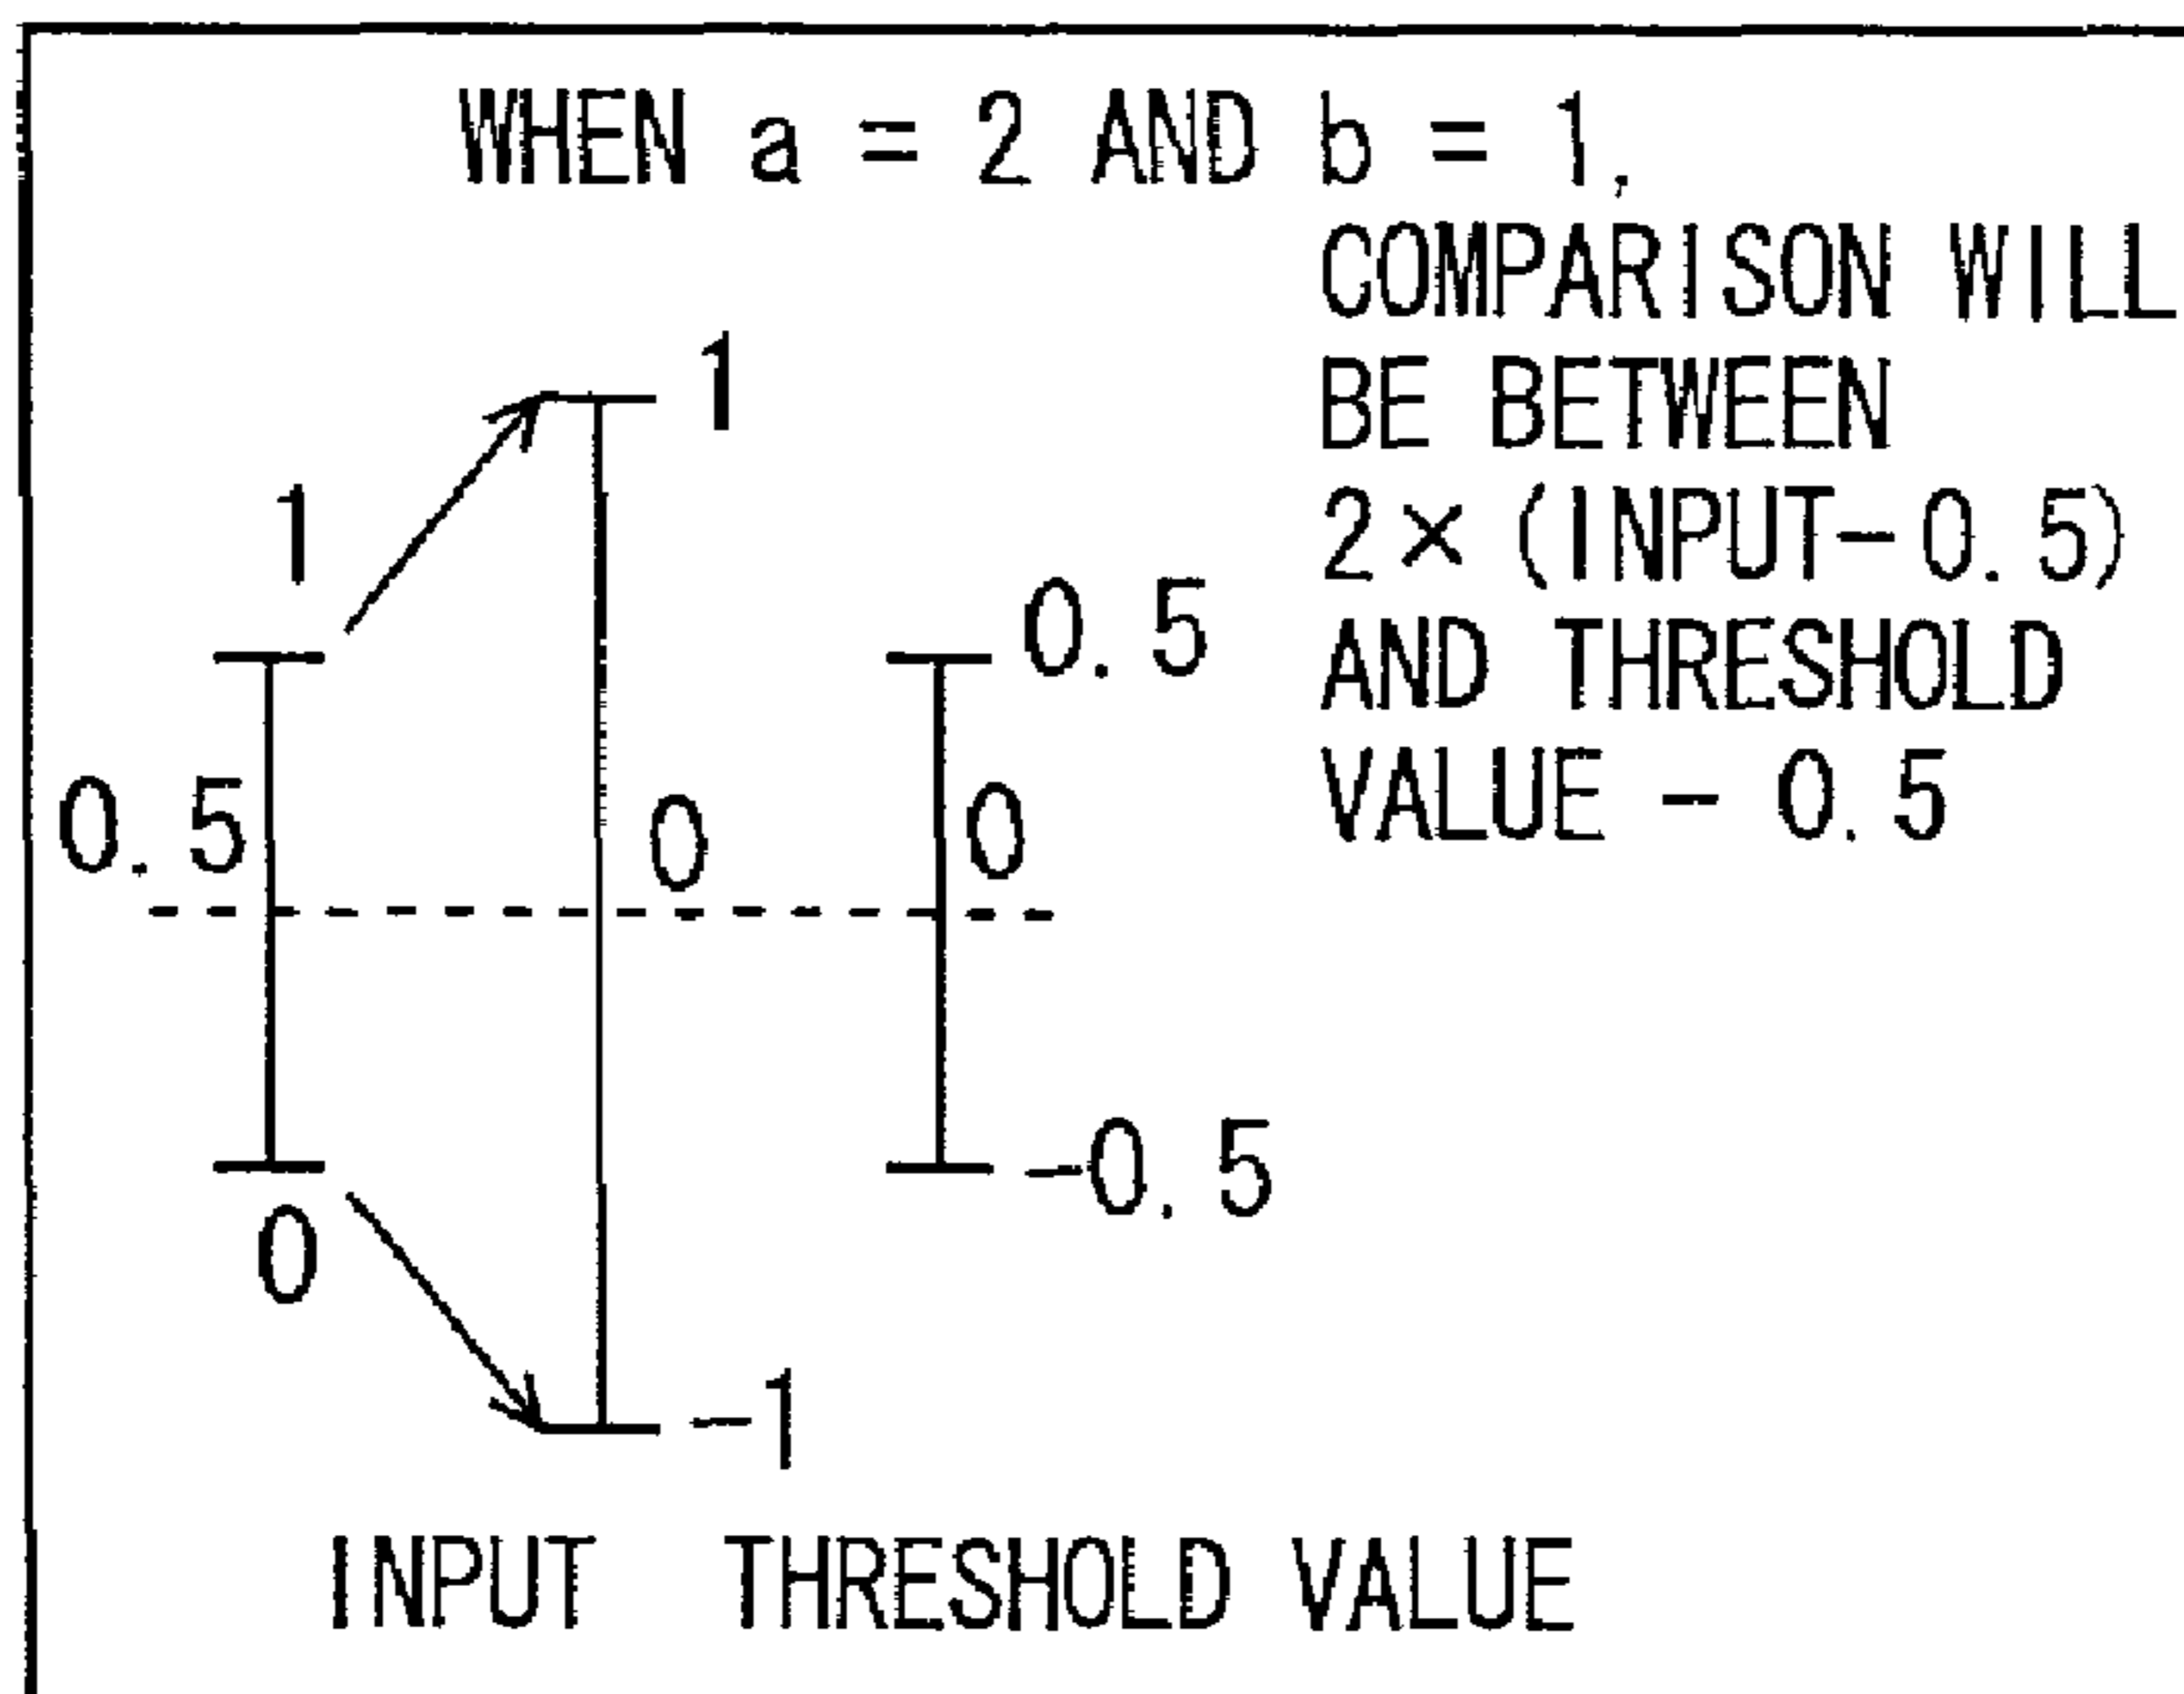 WHEN a = 2 AND b = 1,
COMPARISON WILL
BE BETWEEN
2× (INPUT-0.5)
AND THRESHOLD
VALUE - 0.5
1
1
0.5
0.5
0
0
-0.5
0
-1
INPUT THRESHOLD VALUE